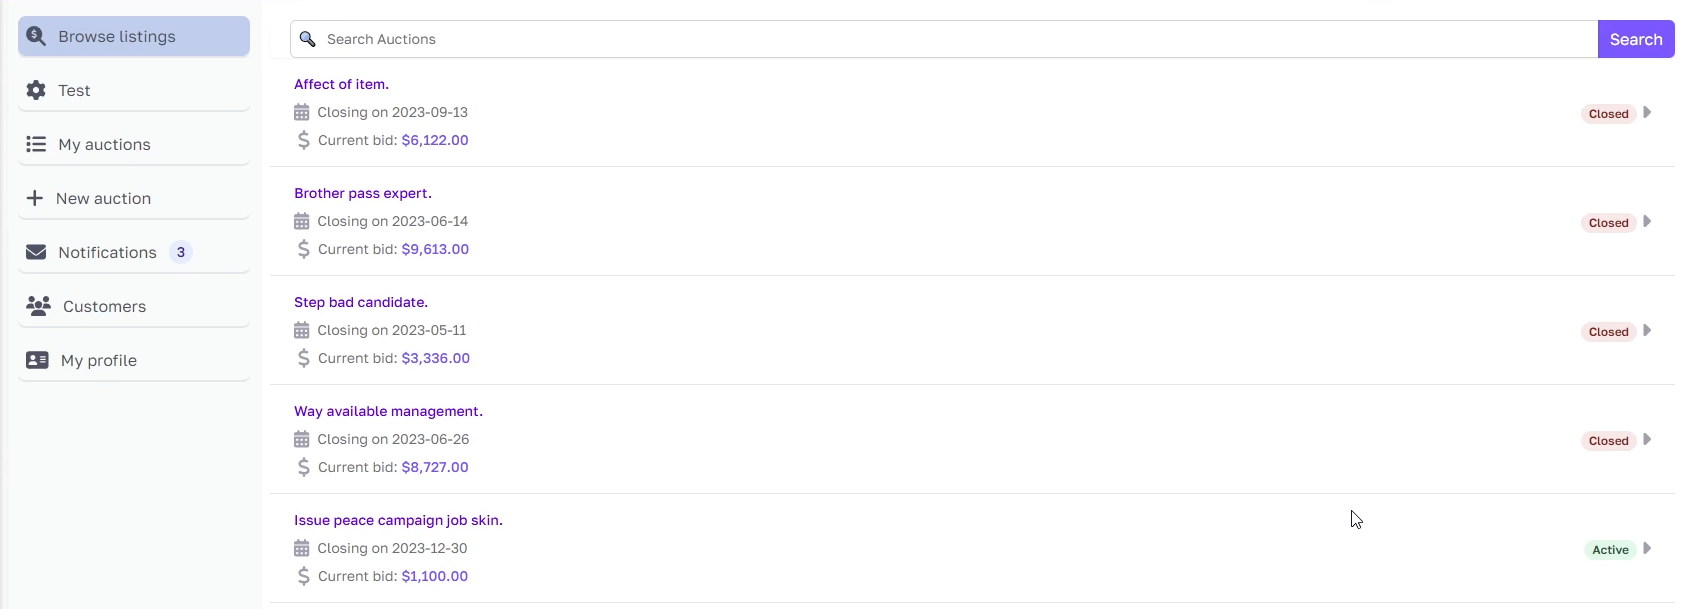 Browse listings
Test
My auctions
New auction
Notifications 3
Customers
My profile
Search Auctions
Search
Affect of item.
Closing on 2023-09-13
Closed
Current bid: $6,122.00
Brother pass expert.
Closing on 2023-06-14
Closed
Current bid: $9,613.00
Step bad candidate.
Closing on 2023-05-11
Closed
Current bid: $3,336.00
Way available management.
Closing on 2023-06-26
Closed
Current bid: $8,727.00
Issue peace campaign job skin.
Closing on 2023-12-30
Active
Current bid: $1,100.00